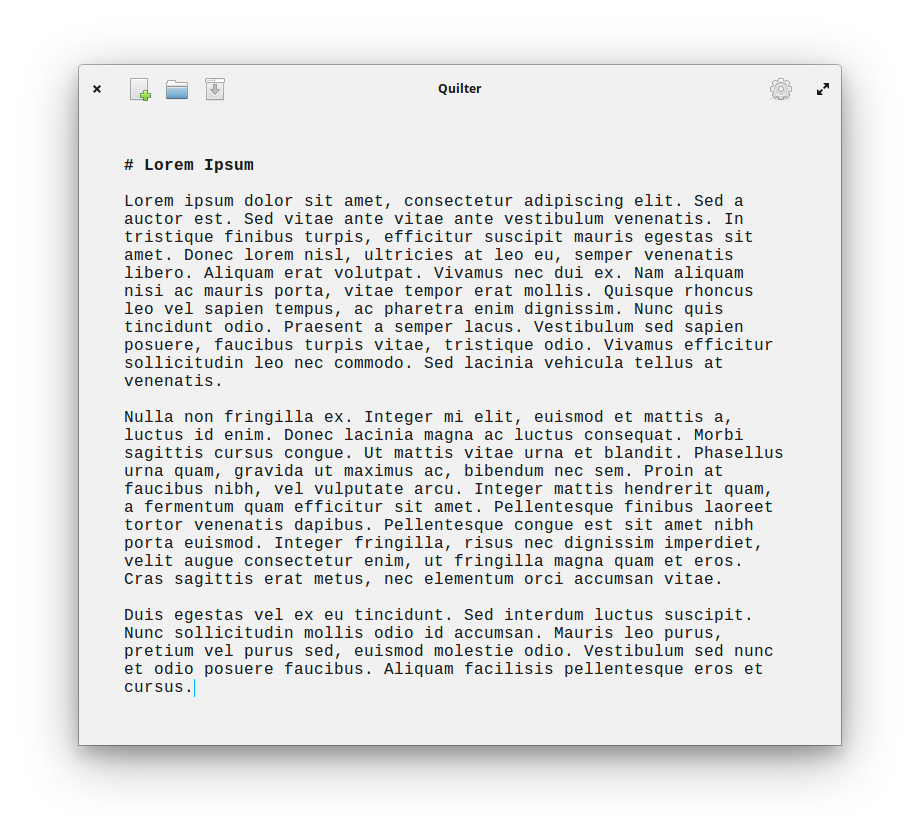 Quilter
# Lorem Ipsum
Lorem ipsum dolor sit amet, consectetur adipiscing elit. Sed a
auctor est. Sed vitae ante vitae ante vestibulum venenatis. In
tristique finibus turpis, efficitur suscipit mauris egestas sit
amet. Donec lorem nisl, ultricies at leo eu, semper venenatis
libero. Aliquam erat volutpat. Vivamus nec dui ex. Nam aliquam
nisi ac mauris porta, vitae tempor erat mollis. Quisque rhoncus
leo vel sapien tempus, ac pharetra enim dignissim. Nunc quis
tincidunt odio. Praesent a semper lacus. Vestibulum sed sapien
posuere, faucibus turpis vitae, tristique odio. Vivamus efficitur
sollicitudin leo nec commodo. Sed lacinia vehicula tellus at
venenatis.
Nulla non fringilla ex. Integer mi elit, euismod et mattis a,
luctus id enim. Donec lacinia magna ac luctus consequat. Morbi
sagittis cursus congue. Ut mattis vitae urna et blandit. Phasellus
urna quam, gravida ut maximus ac, bibendum nec sem. Proin at
faucibus nibh, vel vulputate arcu. Integer mattis hendrerit quam,
a fermentum quam efficitur sit amet. Pellentesque finibus laoreet
tortor venenatis dapibus. Pellentesque congue est sit amet nibh
porta euismod. Integer fringilla, risus nec dignissim imperdiet,
velit augue consectetur enim, ut fringilla magna quam et eros.
Cras sagittis erat metus, nec elementum orci accumsan vitae.
Duis egestas vel ex eu tincidunt. Sed interdum luctus suscipit.
Nunc sollicitudin mollis odio id accumsan. Mauris leo purus,
pretium vel purus sed, euismod molestie odio. Vestibulum sed nunc
et odio posuere faucibus. Aliquam facilisis pellentesque eros et
cursus.